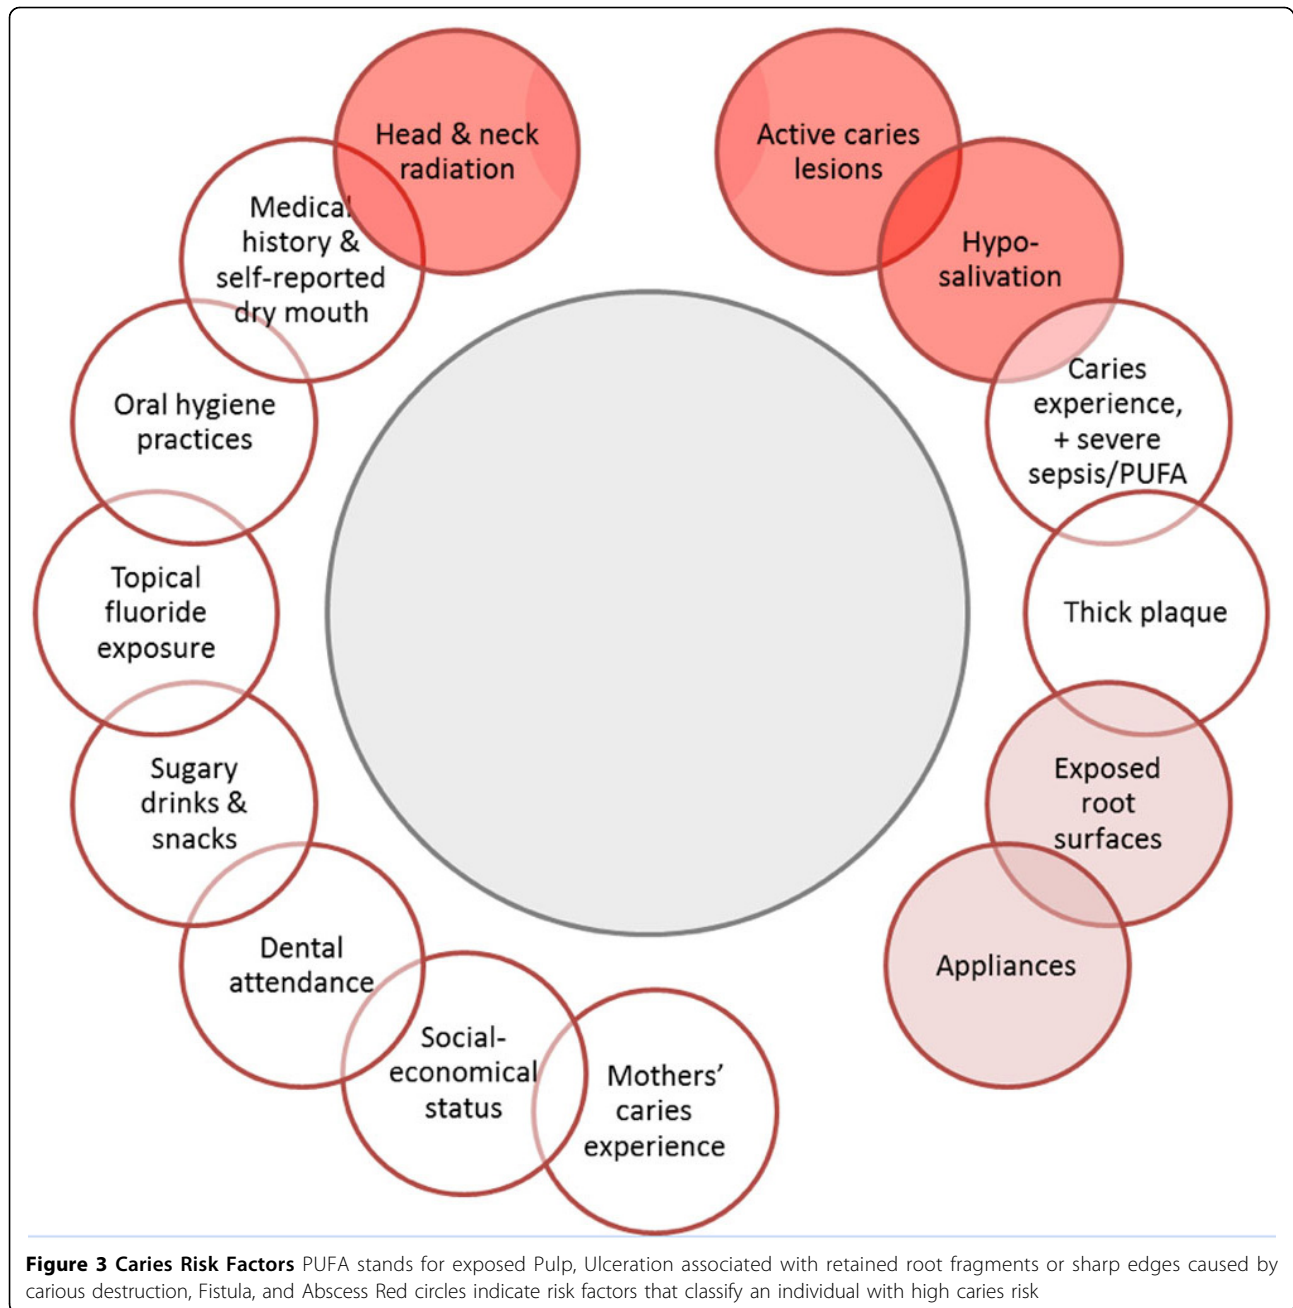 Head & neck
radiation
Active caries
lesions
Medical
history &
self-reported
dry mouth
Hypo-
salivation
Oral hygiene
practices
Caries
experience,
+ severe
sepsis/PUFA
Topical
fluoride
exposure
Thick plaque
Sugary
drinks &
snacks
Exposed
root
surfaces
Dental
attendance
Appliances
Social-
economical
status
Mothers’
caries
experience
Figure 3 Caries Risk Factors PUFA stands for exposed Pulp, Ulceration associated with retained root fragments or sharp edges caused by
carious destruction, Fistula, and Abscess Red circles indicate risk factors that classify an individual with high caries risk